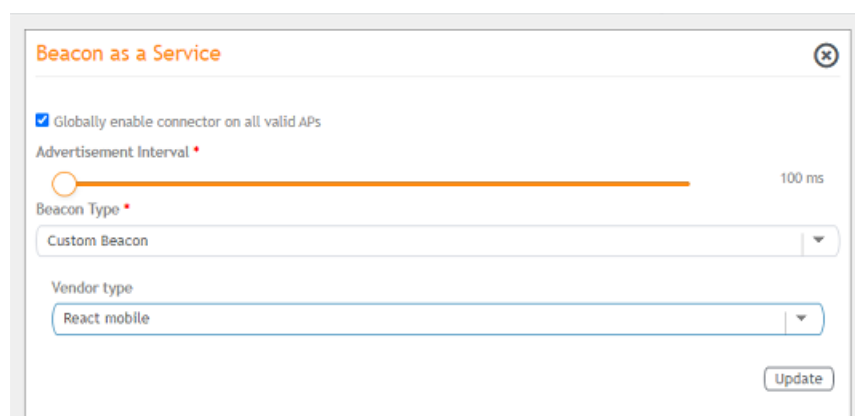 Beacon as a Service
Globally enable connector on all valid APs
Advertisement Interval *
100 ms
Beacon Type *
Custom Beacon
Vendor type
React mobile
Update